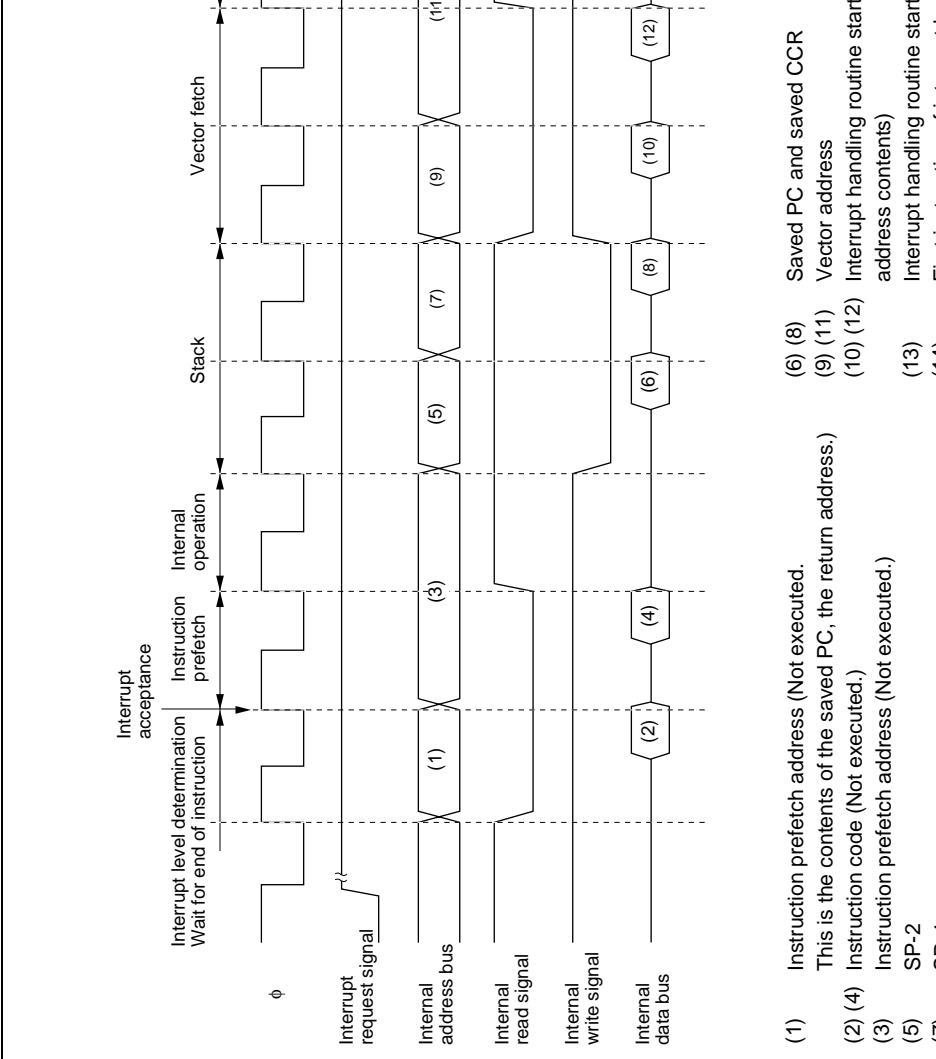 Interrupt
acceptance
Interrupt level determination
Wait for end of instruction
Instruction
prefetch
Internal
operation
Stack
Vector fetch
φ
Interrupt
request signal
Internal
address bus
(1)
(3)
(5)
(7)
(9)
(11
Internal
read signal
Internal
write signal
Internal
data bus
(2)
(4)
(6)
(8)
(10)
(12)
(1) Instruction prefetch address (Not executed.
This is the contents of the saved PC, the return address.)
(2) (4) Instruction code (Not executed.)
(3) Instruction prefetch address (Not executed.)
(5) SP-2
(6) (8) Saved PC and saved CCR
(9) (11) Vector address
(10) (12) Interrupt handling routine start
address contents)
(13) Interrupt handling routine start